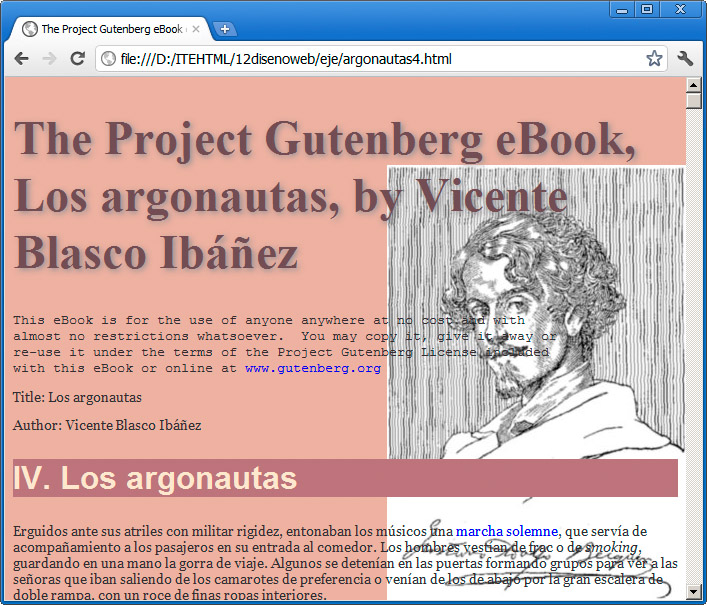 The Project Gutenberg eBook
file:///D:/ITEHTML/12disenoweb/eje/argonautas4.html
The Project Gutenberg eBook,
Los argonautas, by Vicente
Blasco Ibáñez
This eBook is for the use of anyone anywhere at no cost and with
almost no restrictions whatsoever. You may copy it, give it away or
re-use it under the terms of the Project Gutenberg License included
with this eBook or online at www.gutenberg.org
Title: Los argonautas
Author: Vicente Blasco Ibáñez
IV. Los argonautas
Erguidos ante sus atriles con militar rigidez, entonaban los músicos una marcha solemne, que servía de
acompañamiento a los pasajeros en su entrada al comedor. Los hombres vestían de frac o de smoking,
guardando en una mano la gorra de viaje. Algunos se detenían en las puertas formando grupos para ver a las
señoras que iban saliendo de los camarotes de preferencia o venían de los de abajo por la gran escalera de
doble rampa, con un roce de finas ropas interiores.